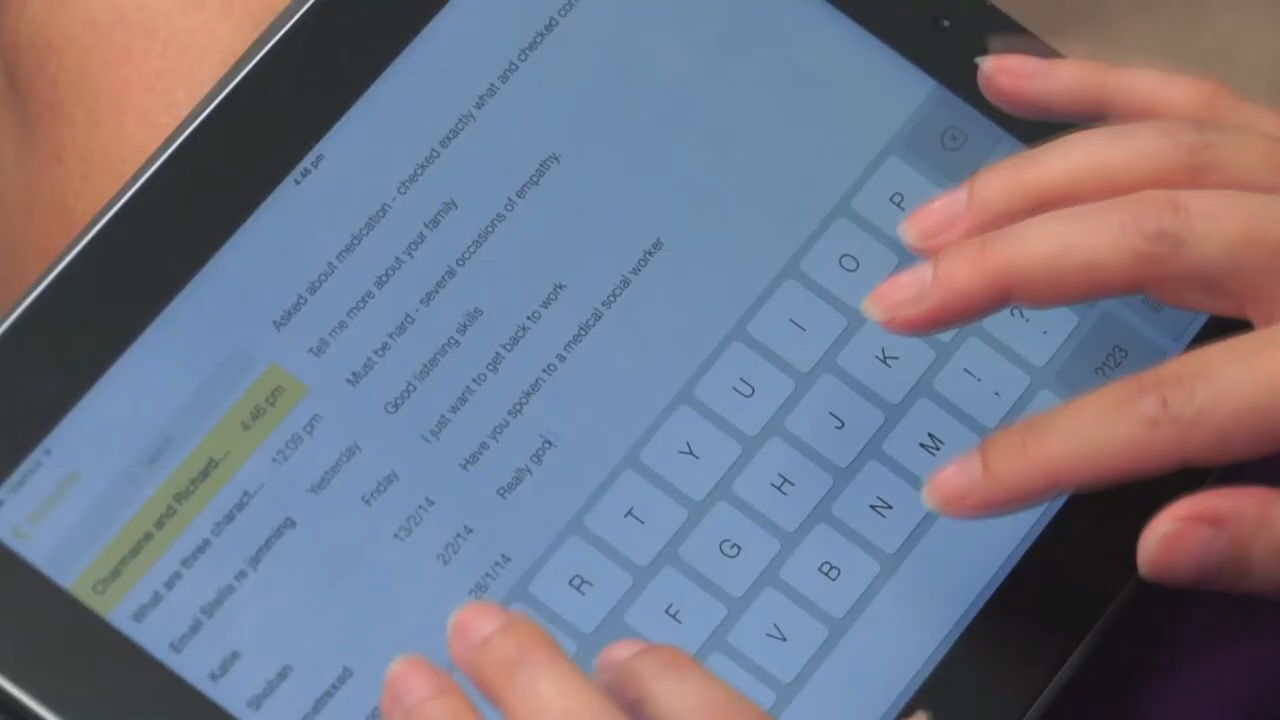 4:46 pm
Asked about medication - checked exactly what and checked
Tell me more about your family
Must be hard - several occasions of empathy.
Good listening skills
I just want to get back to work
Have you spoken to a medical social worker
Really goo
Charmaine and Richard... 4:46 pm
What are three charact... 12:09 pm
Email Stella re jamming Yesterday
Katie Friday
Shoban 13/2/14
2/2/14
28/1/14
P
O
I
U
Y
T
R
K
J
H
G
F
? .
! ,
M
N
B
V
?123